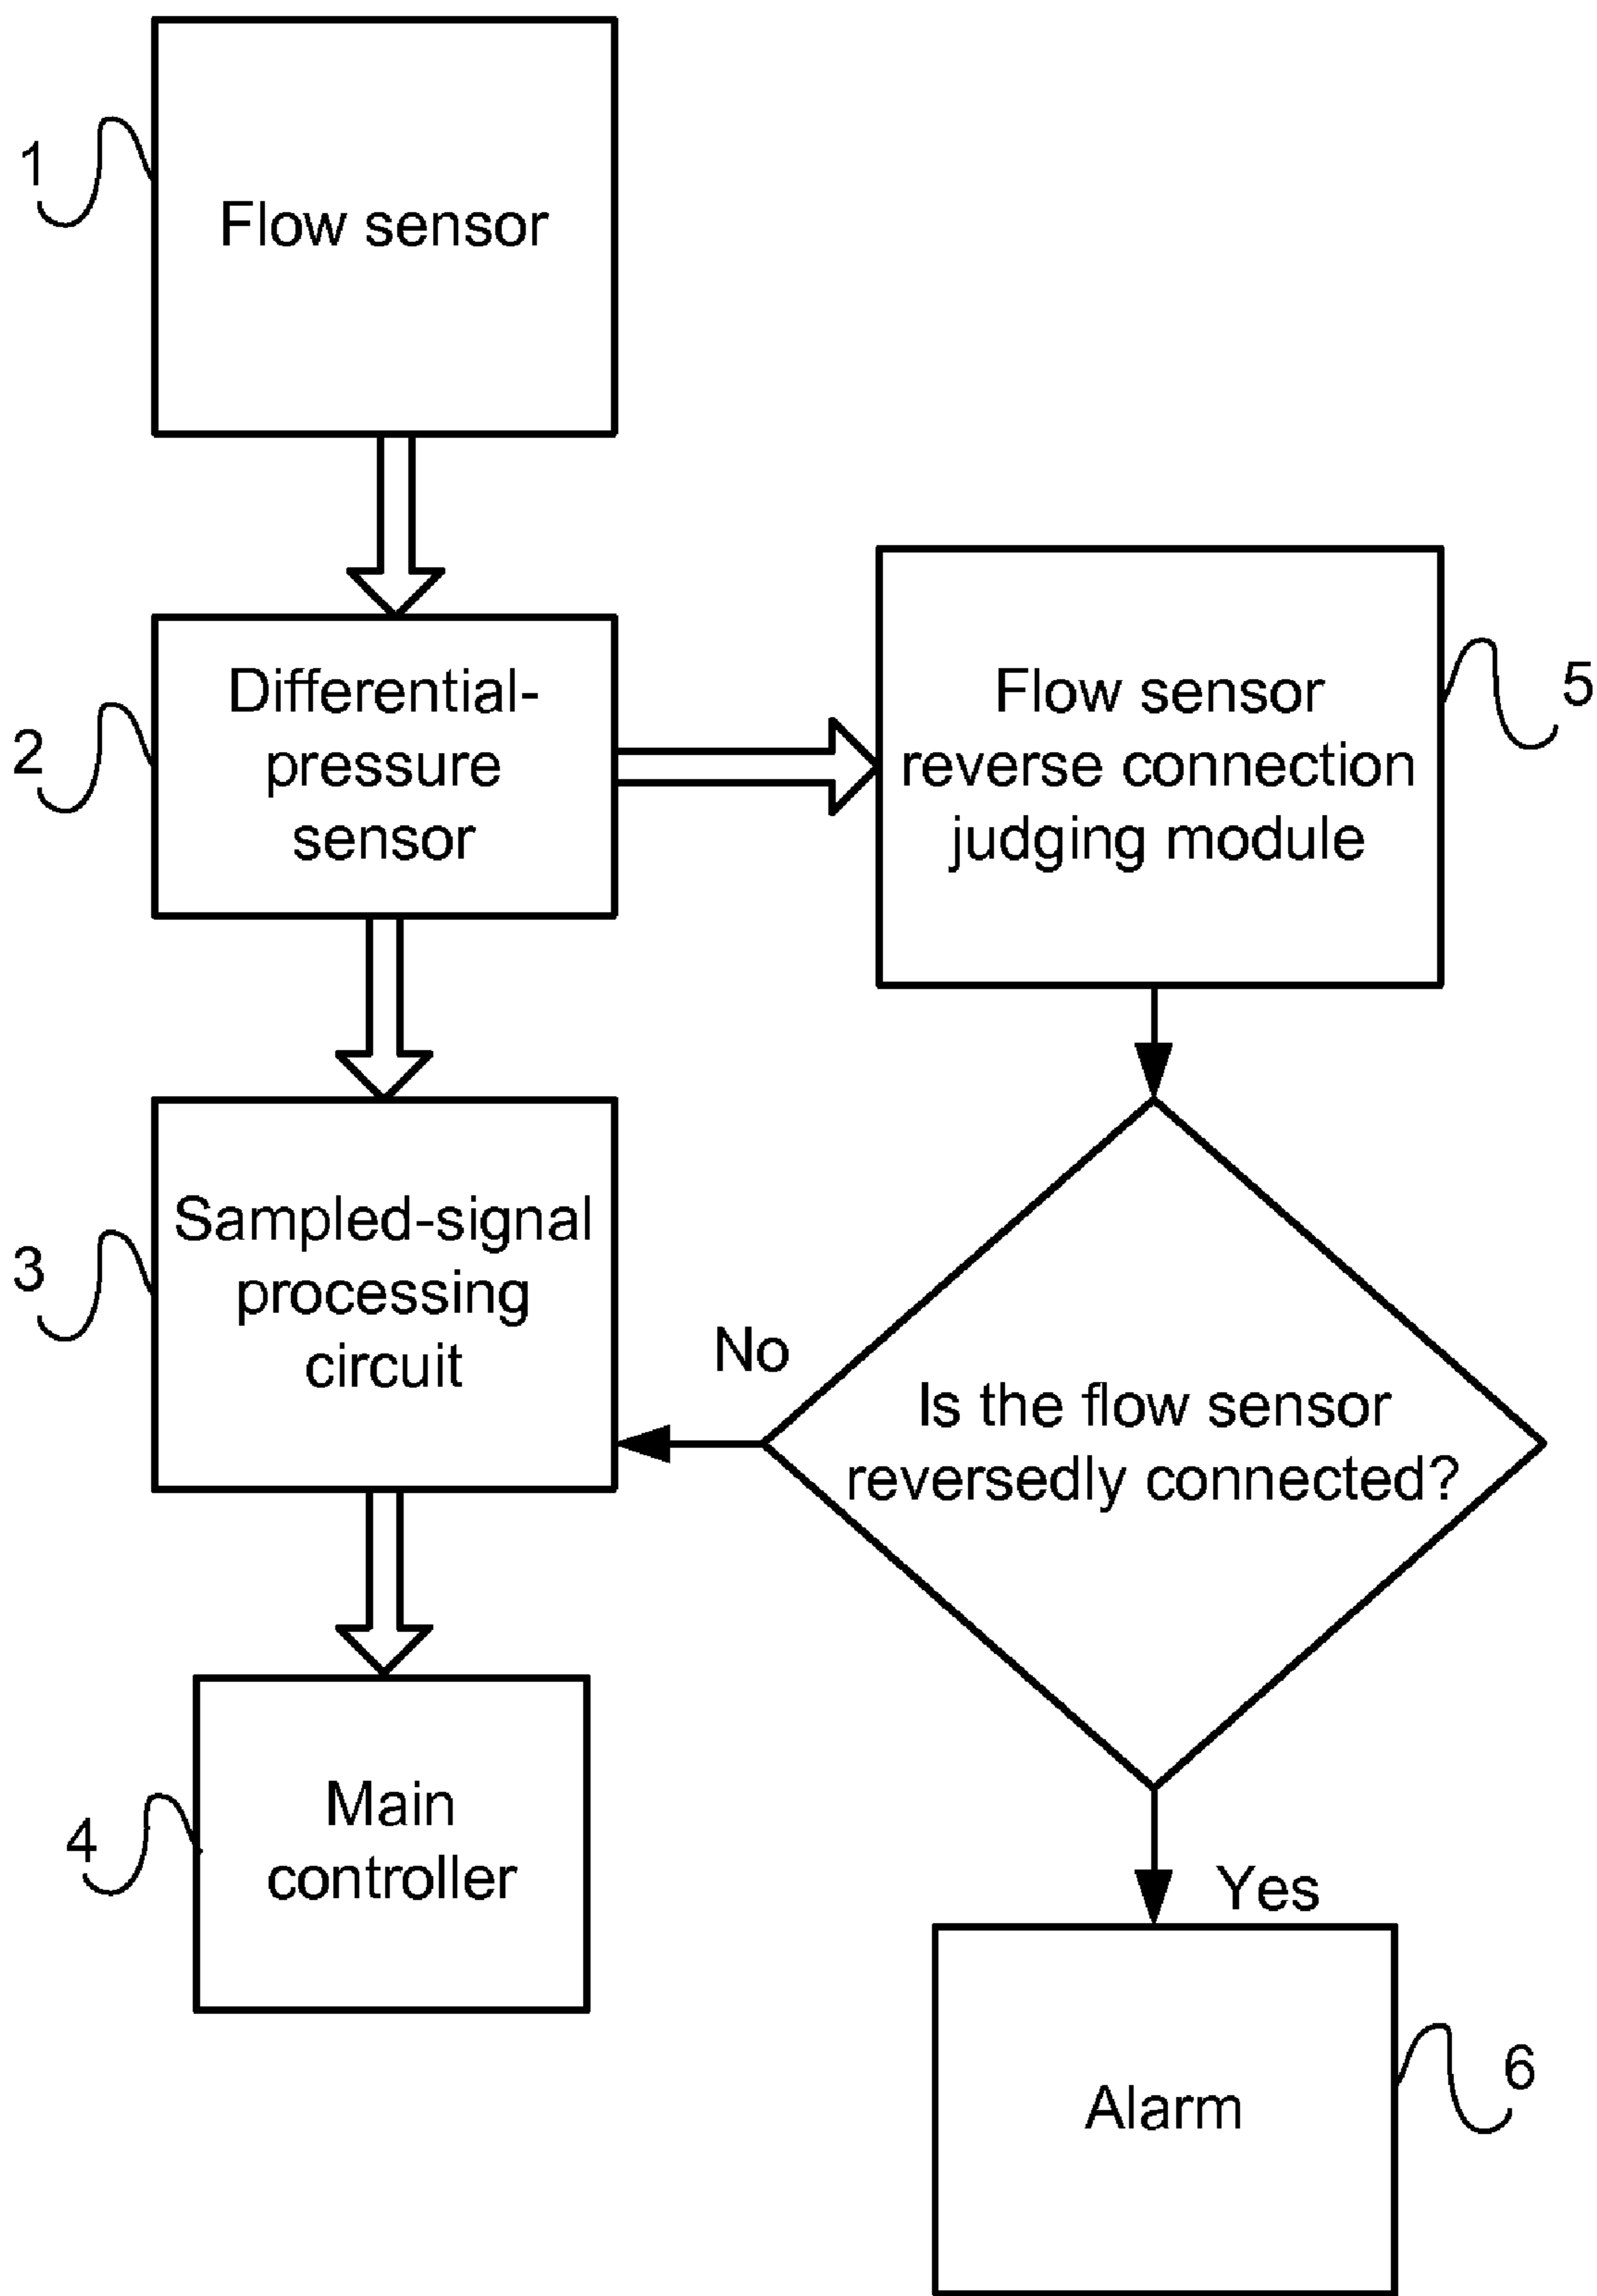 1
Flow sensor
2
Differential-
pressure
sensor
Flow sensor
reverse connection
judging module
5
3
Sampled-signal
processing
circuit
No
Is the flow sensor
reversedly connected?
4
Main
controller
Yes
Alarm
6